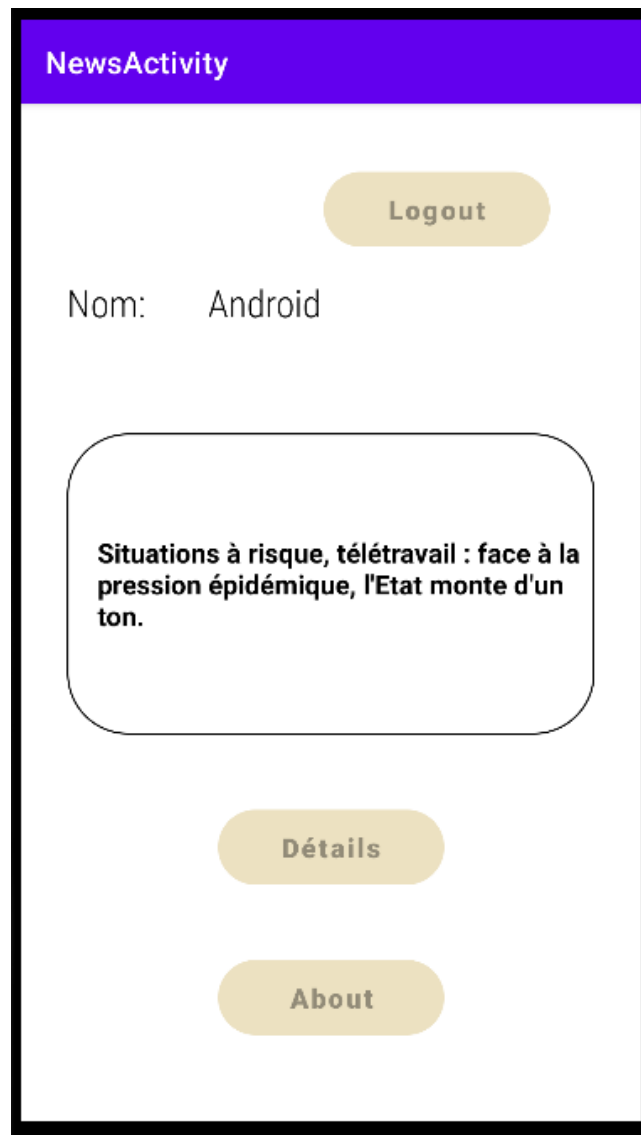 NewsActivity
Logout
Nom: Android
Situations à risque, télétravail : face à la
pression épidémique, l'Etat monte d'un
ton.
Détails
About